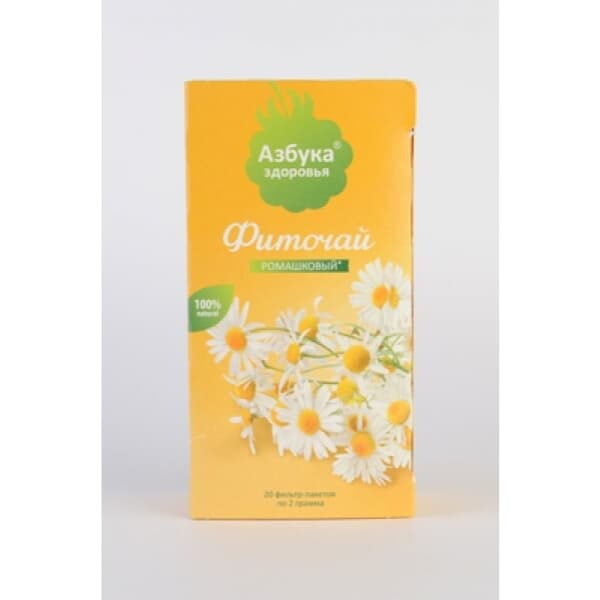 Азбука®
здоровья
Фиточай
РОМАШКОВЫЙ*
100%
natural
20 фильтр-пакетов
по 2 грамма